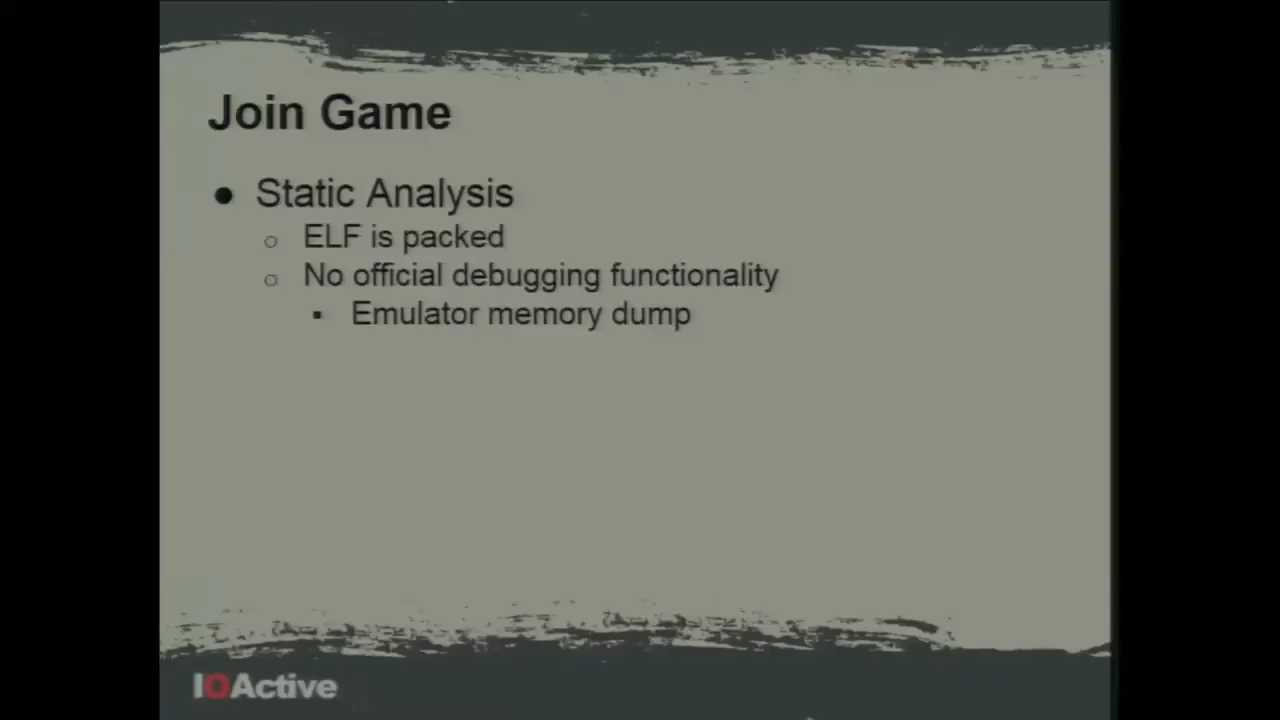 Join Game
● Static Analysis
○ ELF is packed
○ No official debugging functionality
▪ Emulator memory dump
IOActive